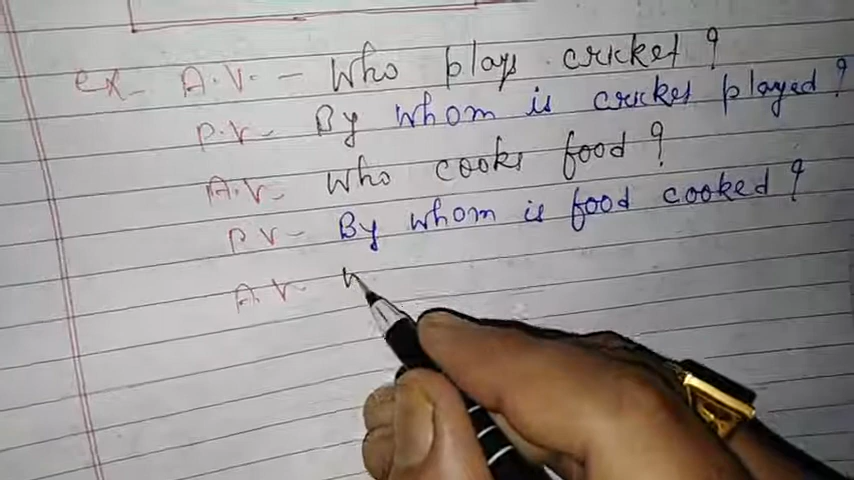 ex- A.V. - Who plays cricket ?
P.V- By whom is cricket played ?
A.V- Who cooks food ?
P V- By whom is food cooked ?
A.V-